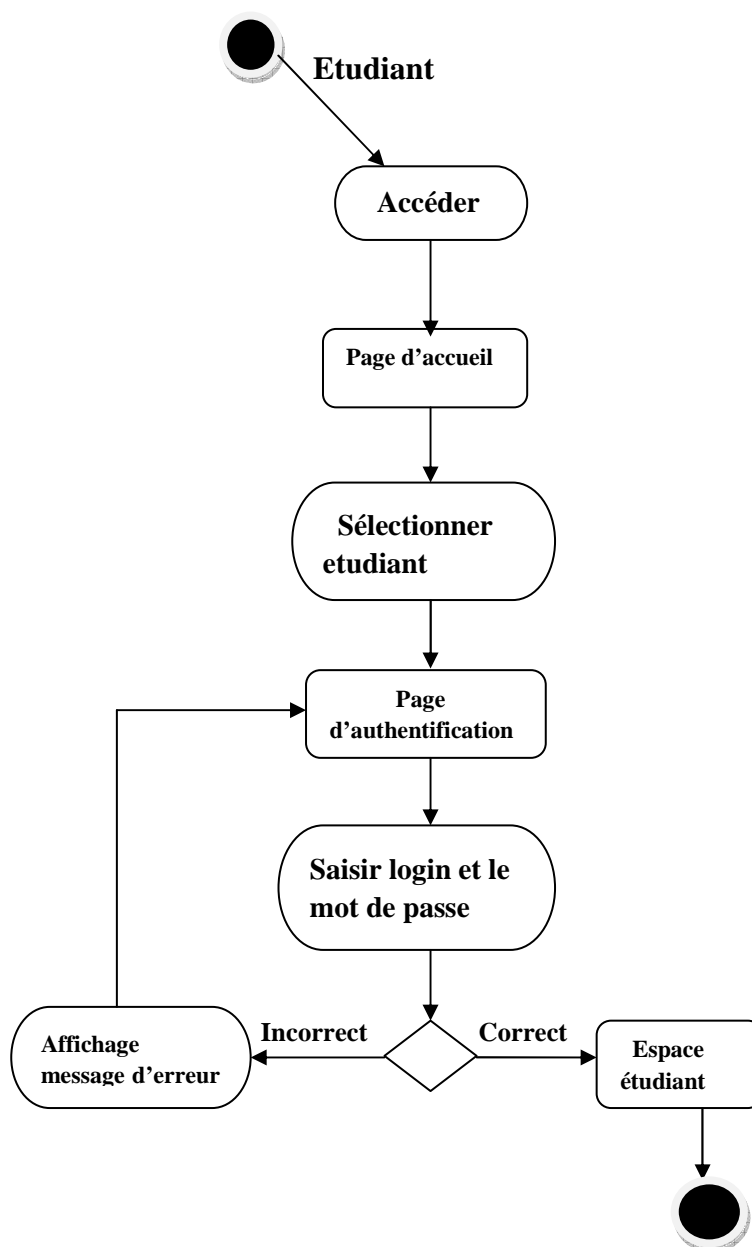 Etudiant
Accéder
Page d’accueil
Sélectionner
etudiant
Page
d’authentification
Saisir login et le
mot de passe
Incorrect
Correct
Affichage
message d’erreur
Espace
étudiant